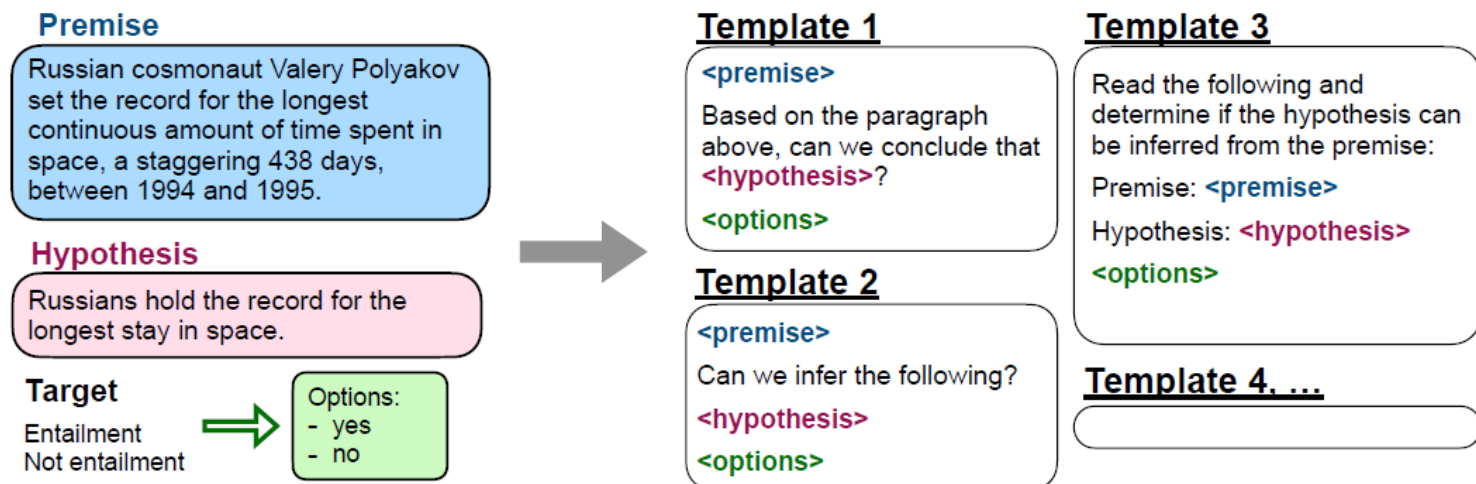 Premise
Russian cosmonaut Valery Polyakov
set the record for the longest
continuous amount of time spent in
space, a staggering 438 days,
between 1994 and 1995.
Hypothesis
Russians hold the record for the
longest stay in space.
Target
Entailment
Not entailment
Options:
- yes
- no
Template 1
<premise>
Based on the paragraph
above, can we conclude that
<hypothesis>?
<options>
Template 2
<premise>
Can we infer the following?
<hypothesis>
<options>
Template 3
Read the following and
determine if the hypothesis can
be inferred from the premise:
Premise: <premise>
Hypothesis: <hypothesis>
<options>
Template 4, ...